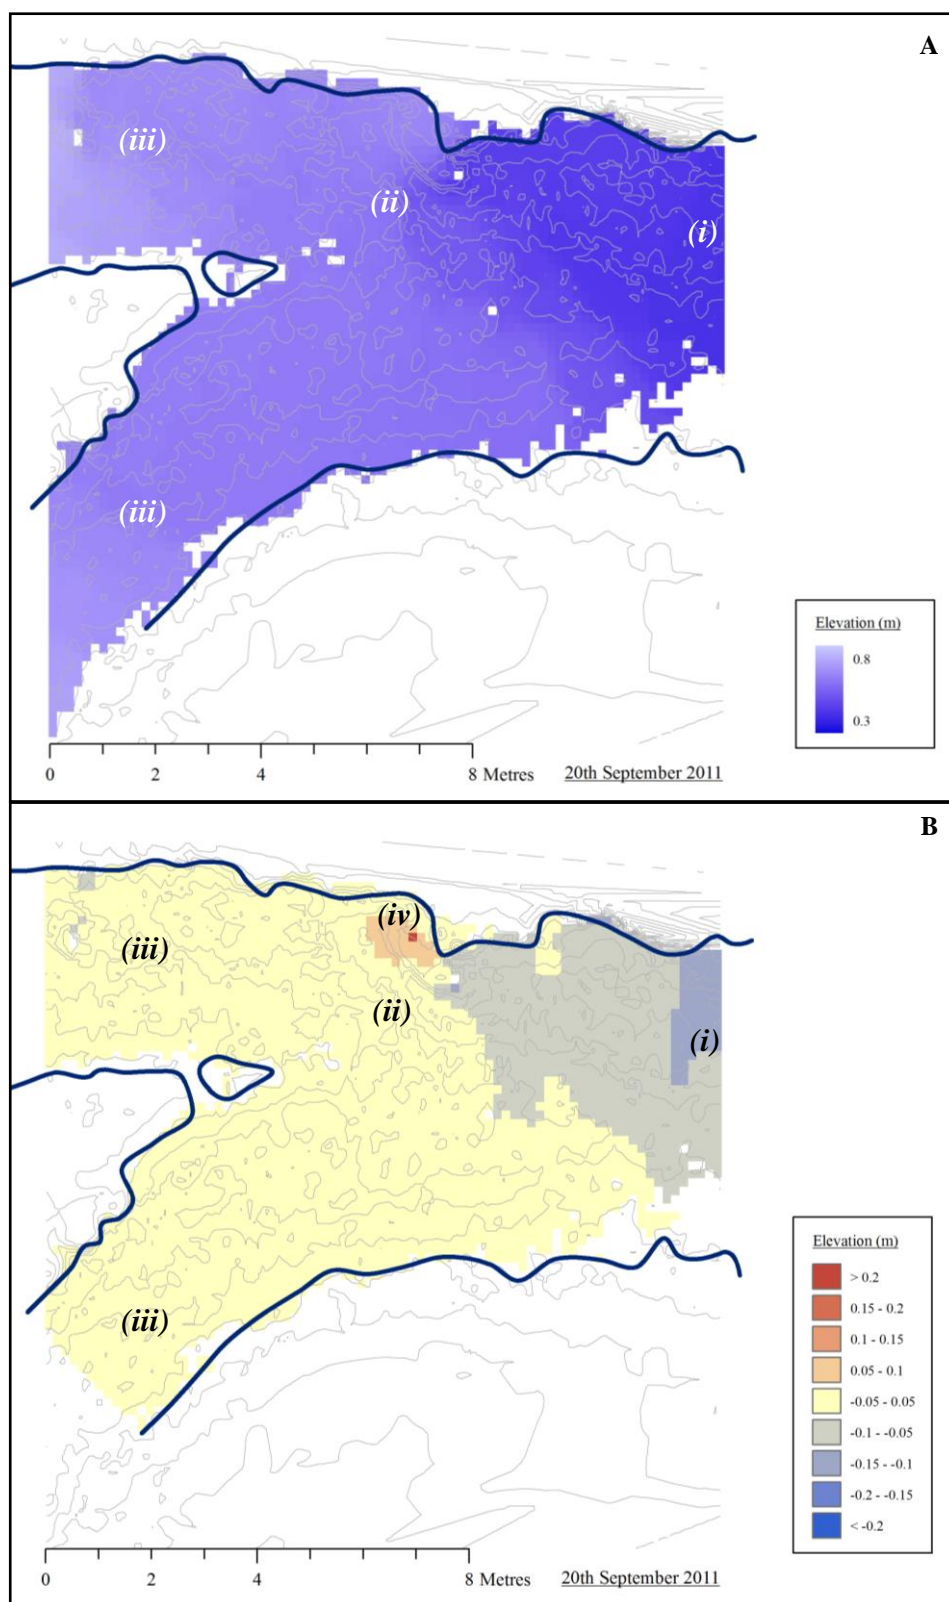 A
(iii)
(ii)
(i)
(iii)
Elevation (m)
0.8
0.3
0 2 4 8 Metres 20th September 2011
B
(iv)
(iii)
(ii)
(i)
(iii)
Elevation (m)
> 0.2
0.15 - 0.2
0.1 - 0.15
0.05 - 0.1
-0.05 - 0.05
-0.1 - -0.05
-0.15 - -0.1
-0.2 - -0.15
< -0.2
0 2 4 8 Metres 20th September 2011